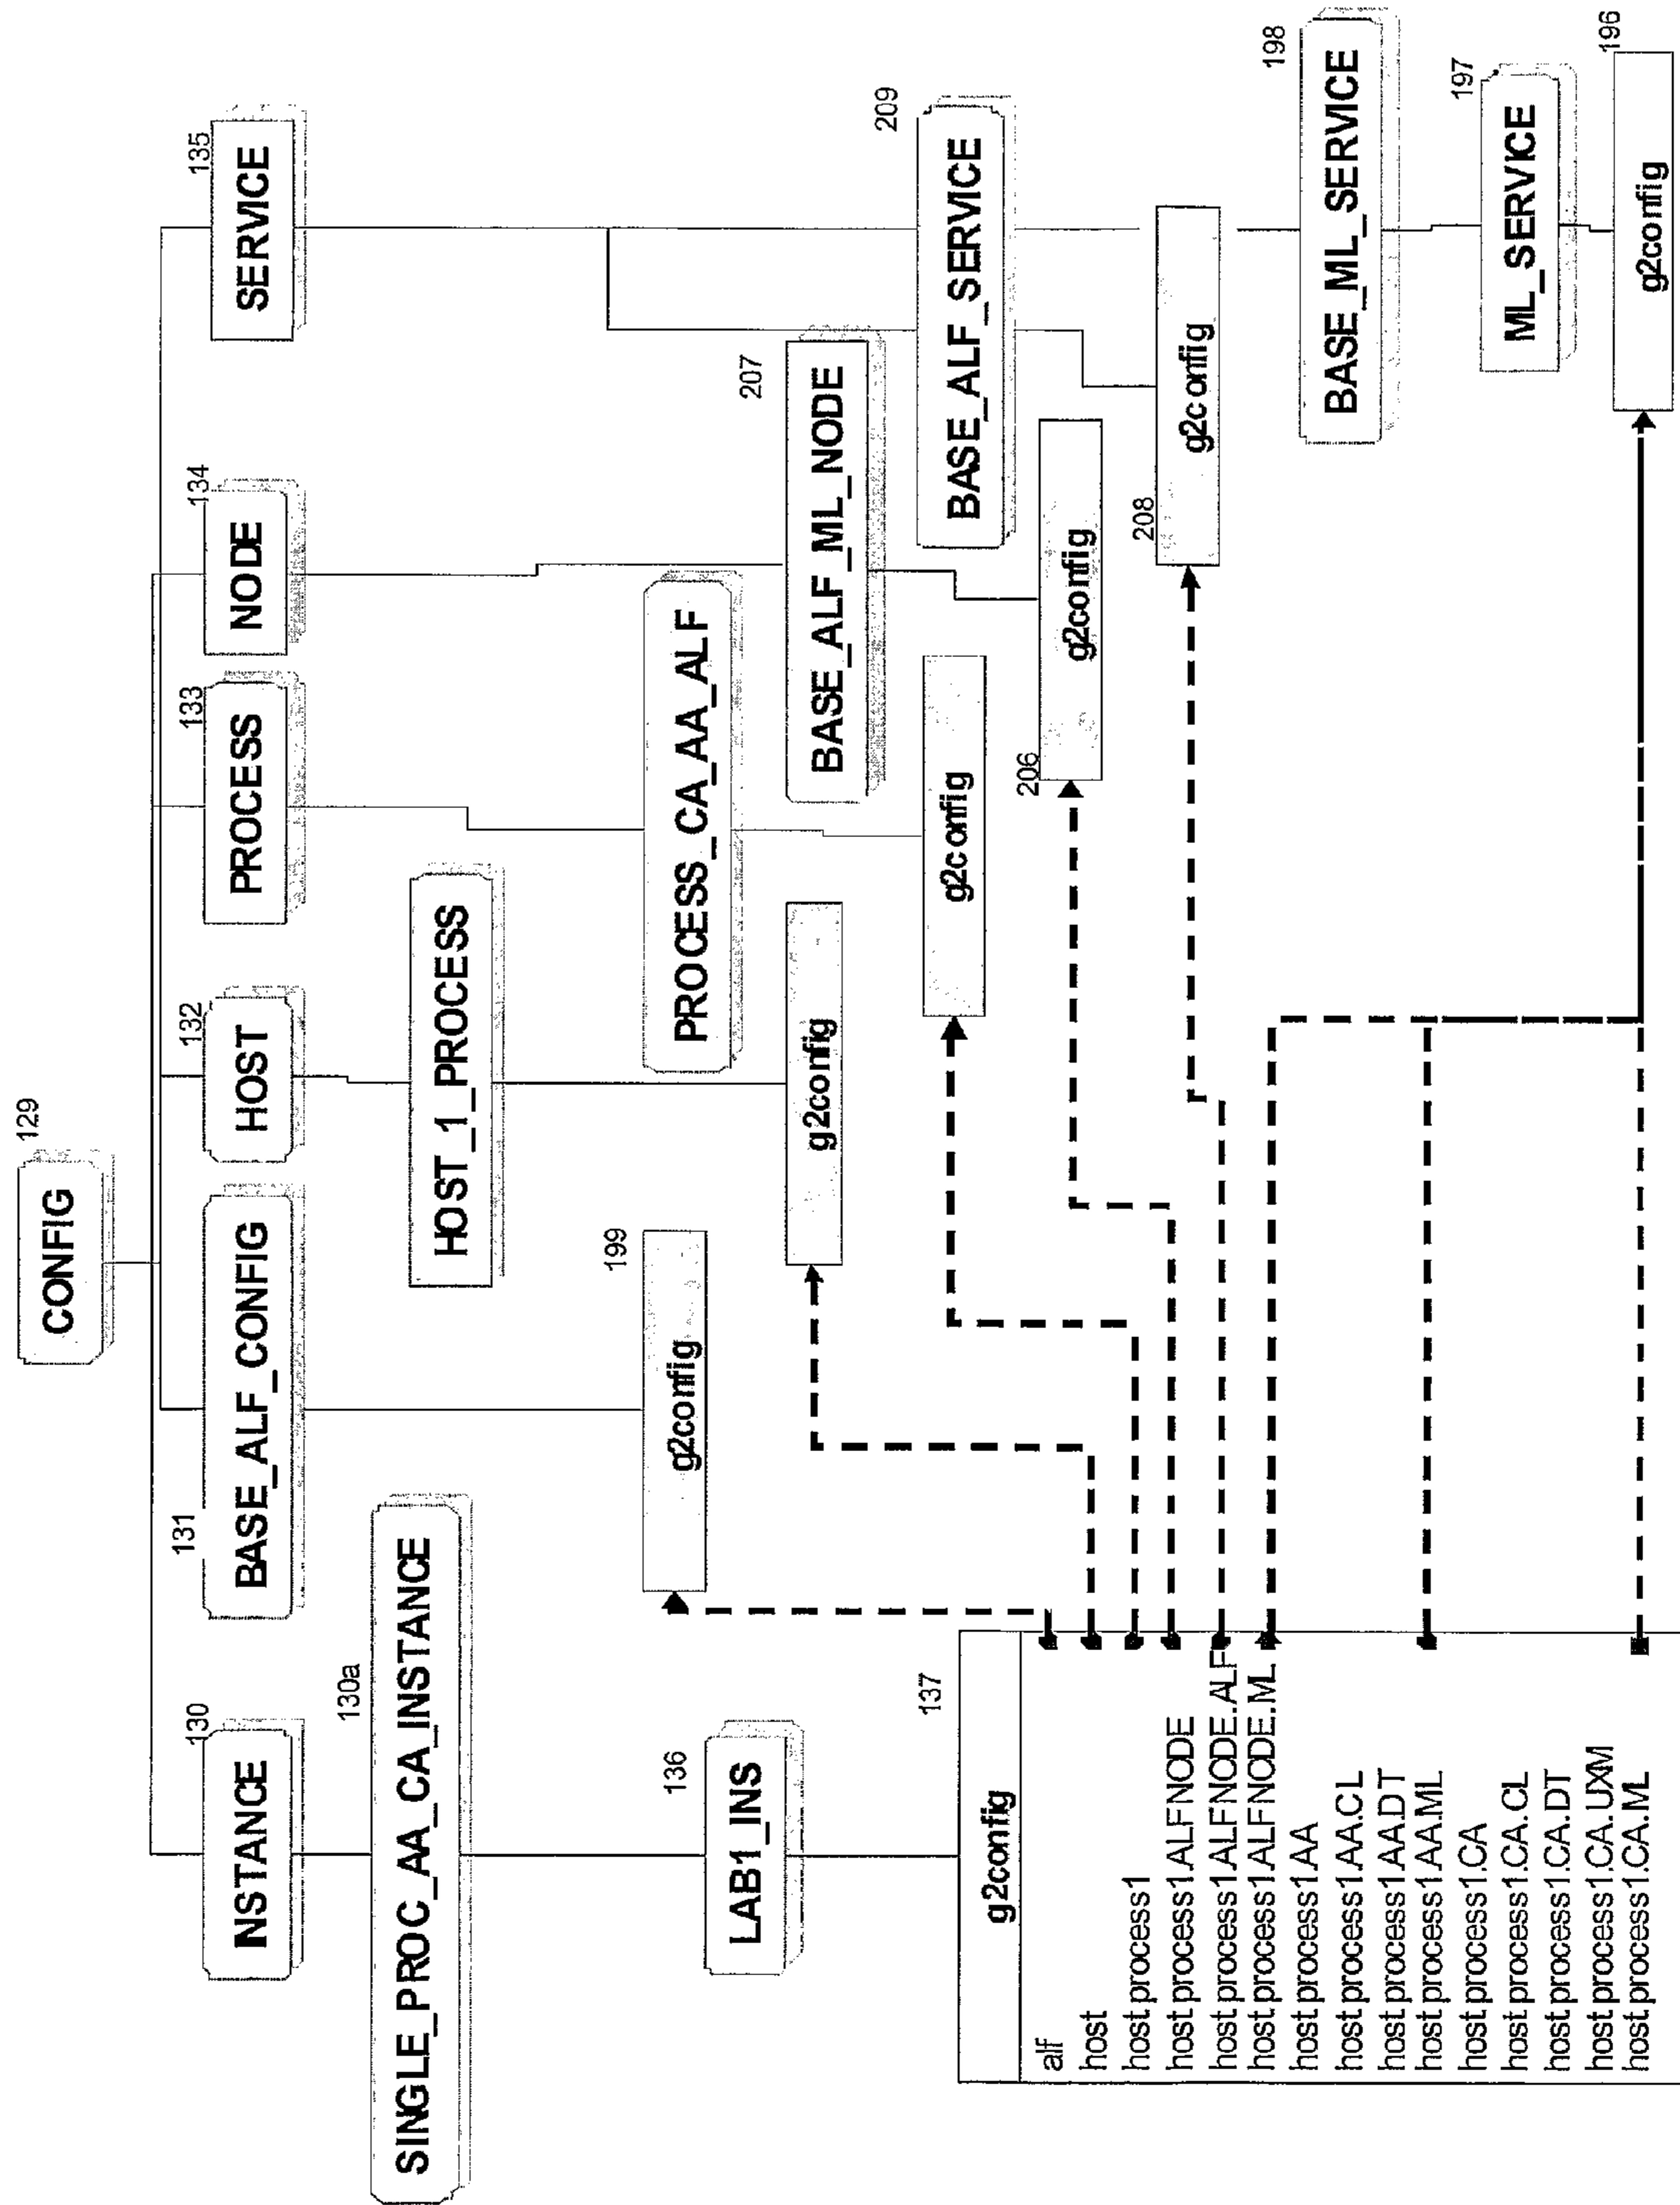 CONFIG
129
NSTANCE
130
BASE_ALF_CONFIG
131
HOST
132
PROCESS
133
NODE
134
SERVICE
135
SINGLE_PROC_AA_CA_INSTANCE
130a
HOST_1_PROCESS
LAB1_INS
136
g2config
199
PROCESS_CA_AA_ALF
g2config
BASE_ALF_ML_NODE
207
g2config
BASE_ALF_SERVICE
209
g2config
206
g2config
208
BASE_ML_SERVICE
198
ML_SERVICE
197
g2config
196
g2config
137
alf
host
host.process1
host.process1.ALFNODE
host.process1.ALFNODE.ALF
host.process1.ALFNODE.ML
host.process1.AA
host.process1.AA.CL
host.process1.AA.DT
host.process1.AA.ML
host.process1.CA
host.process1.CA.CL
host.process1.CA.DT
host.process1.CA.UXM
host.process1.CA.ML